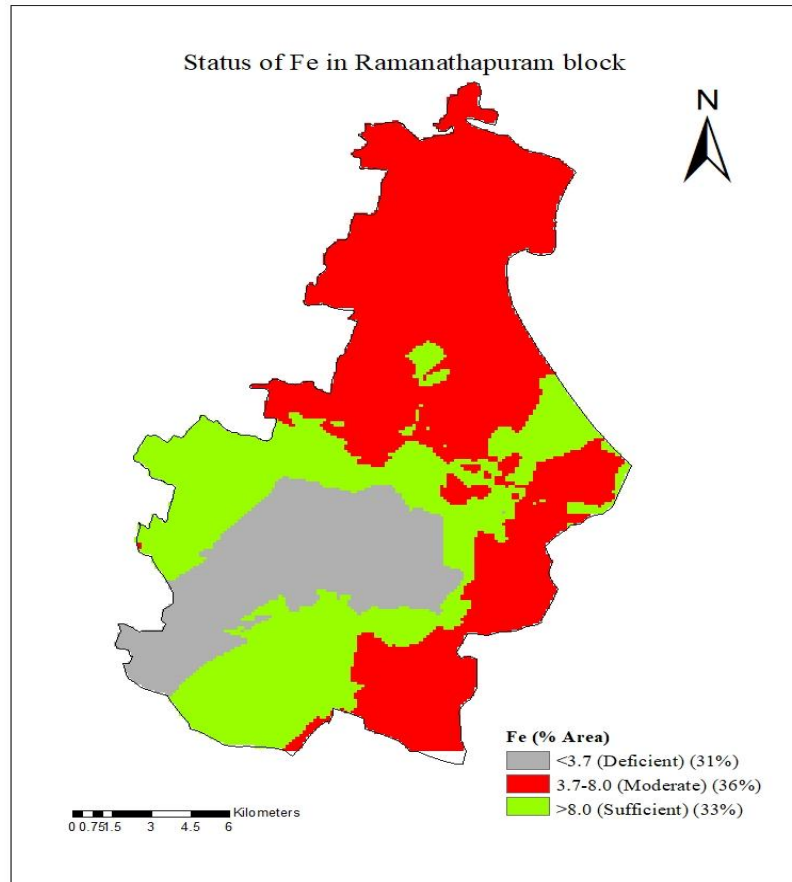 Status of Fe in Ramanathapuram block
N
Fe (% Area)
<3.7 (Deficient) (31%)
3.7-8.0 (Moderate) (36%)
>8.0 (Sufficient) (33%)
Kilometers
0 0.75 1.5 3 4.5 6